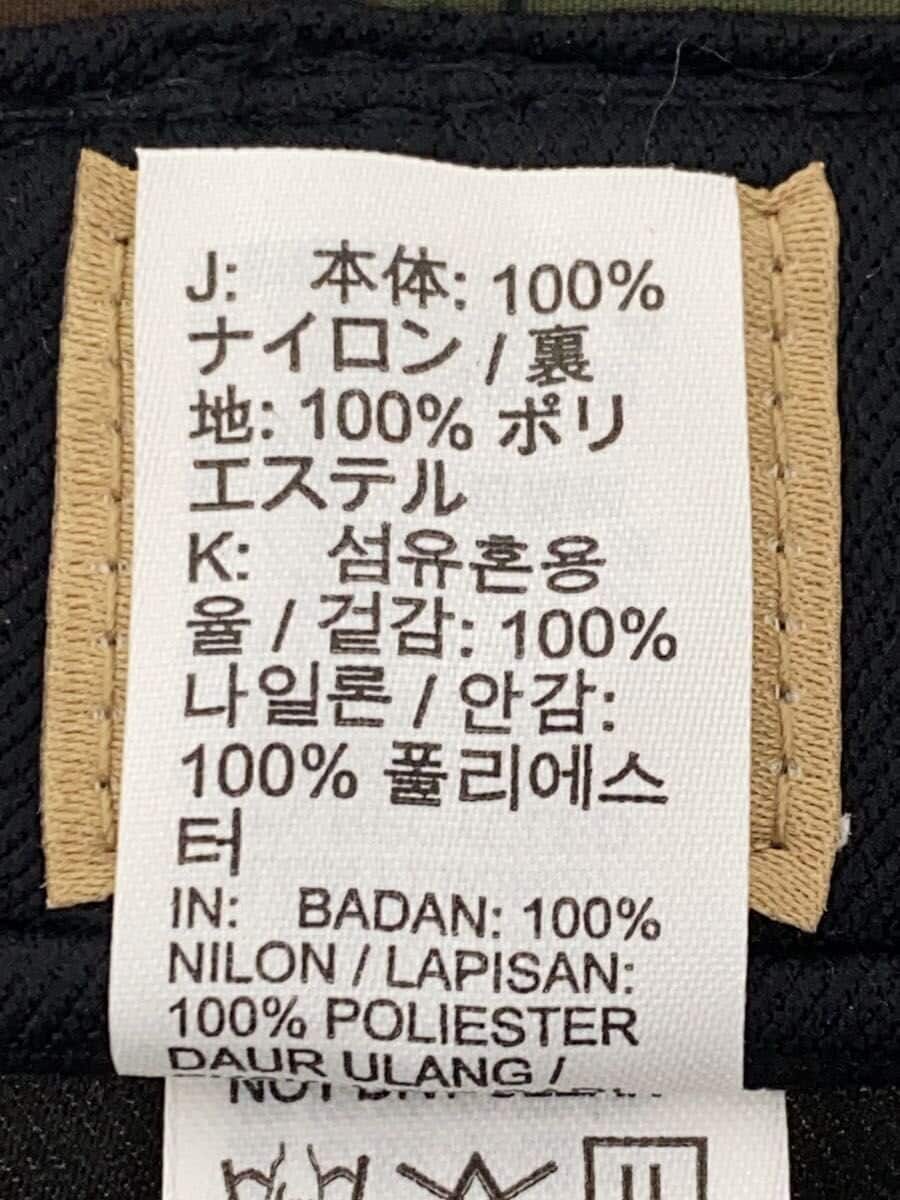 J: 本体: 100%
ナイロン / 裏
地: 100% ポリ
エステル
K: 섬유혼용
율 / 겉감: 100%
나일론 / 안감:
100% 폴리에스
터
IN: BADAN: 100%
NILON / LAPISAN:
100% POLIESTER
DAUR ULANG /